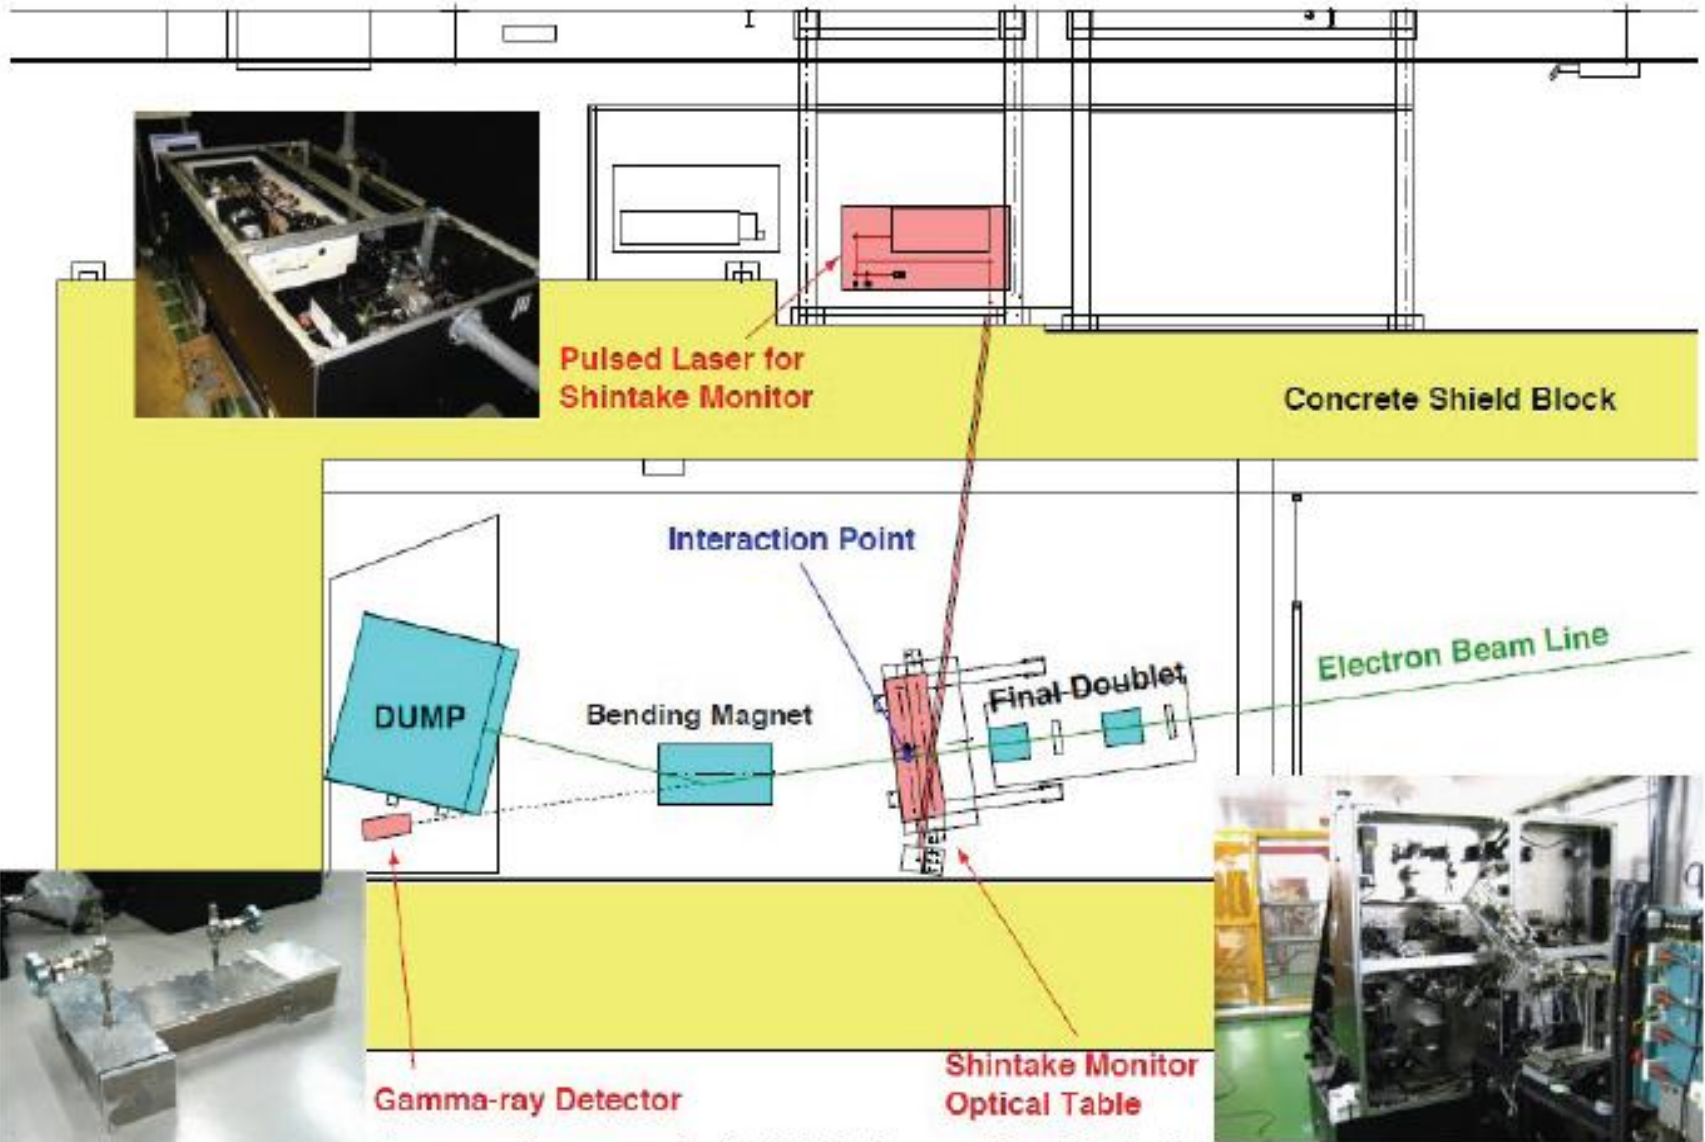 Pulsed Laser for
Shintake Monitor
Concrete Shield Block
Interaction Point
Electron Beam Line
Final Doublet
DUMP
Bending Magnet
Gamma-ray Detector
Shintake Monitor
Optical Table